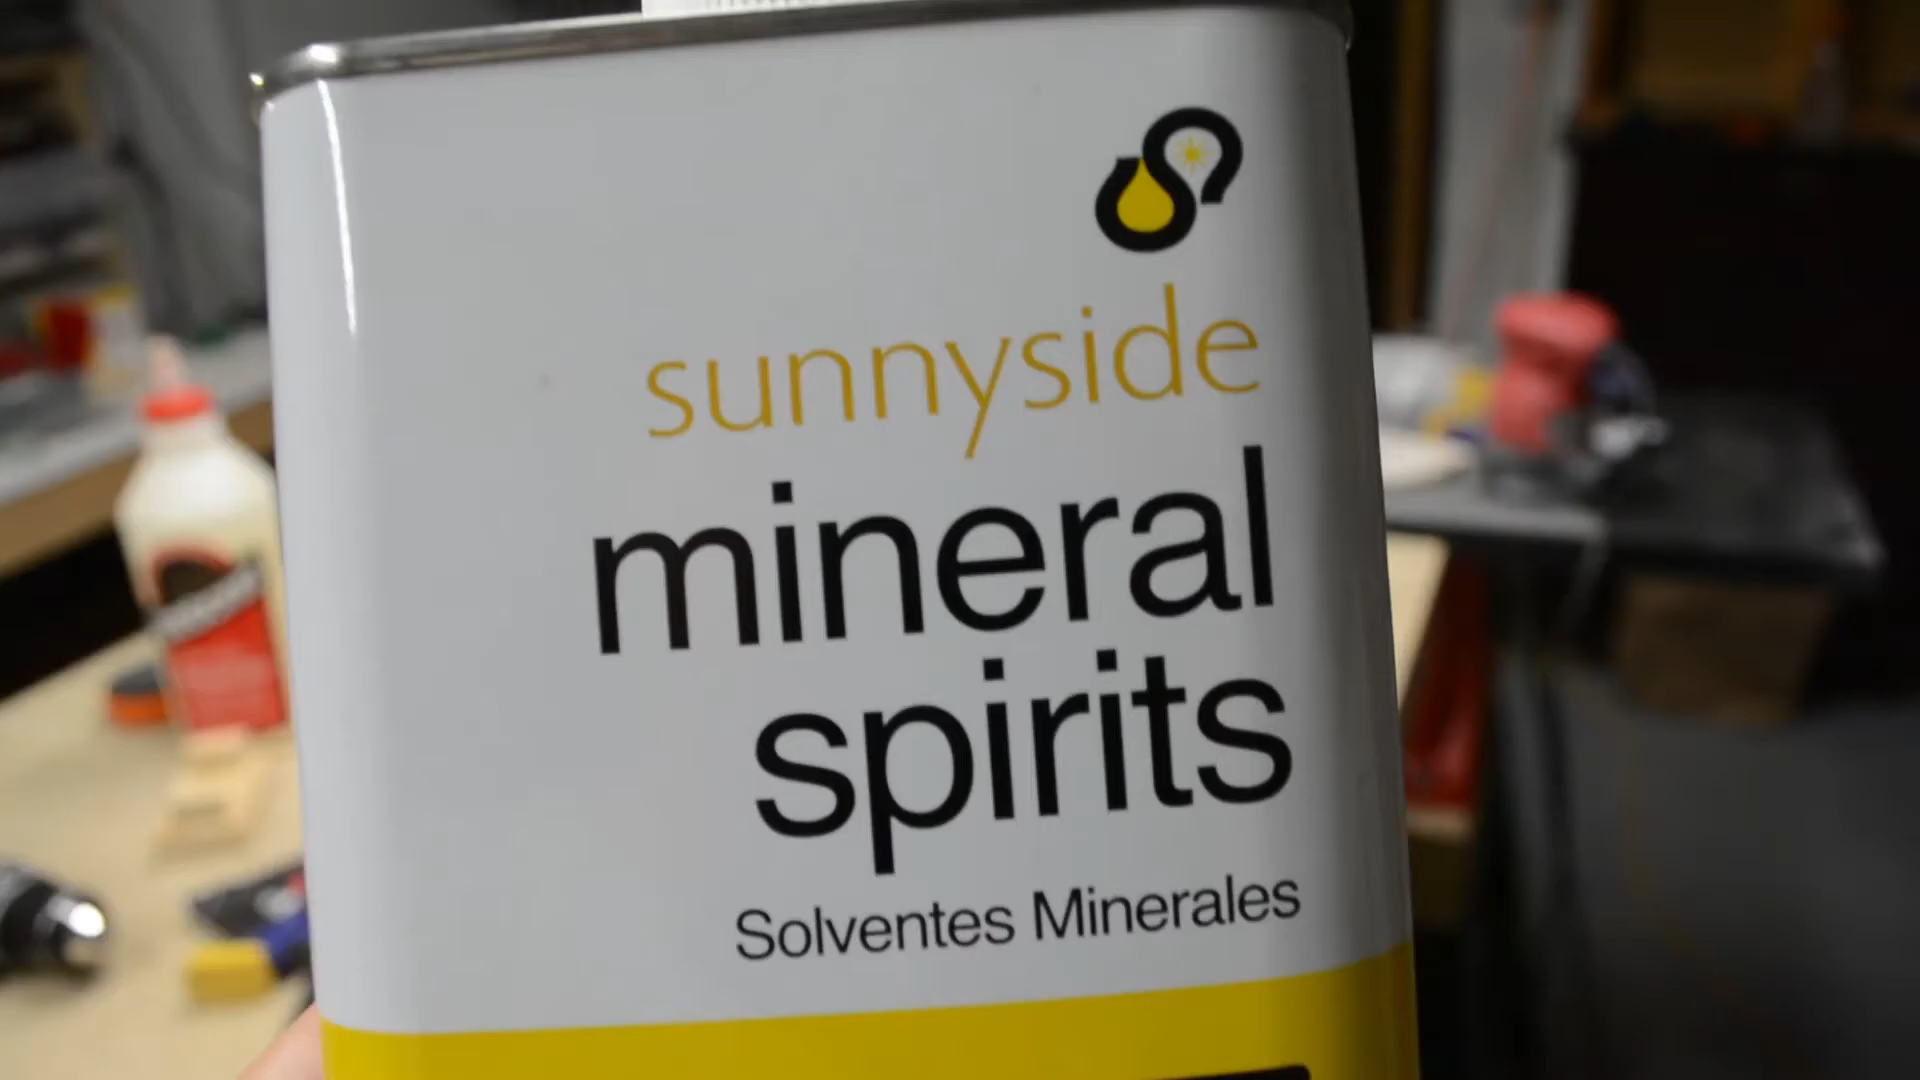 sunnyside
mineral
spirits
Solventes Minerales